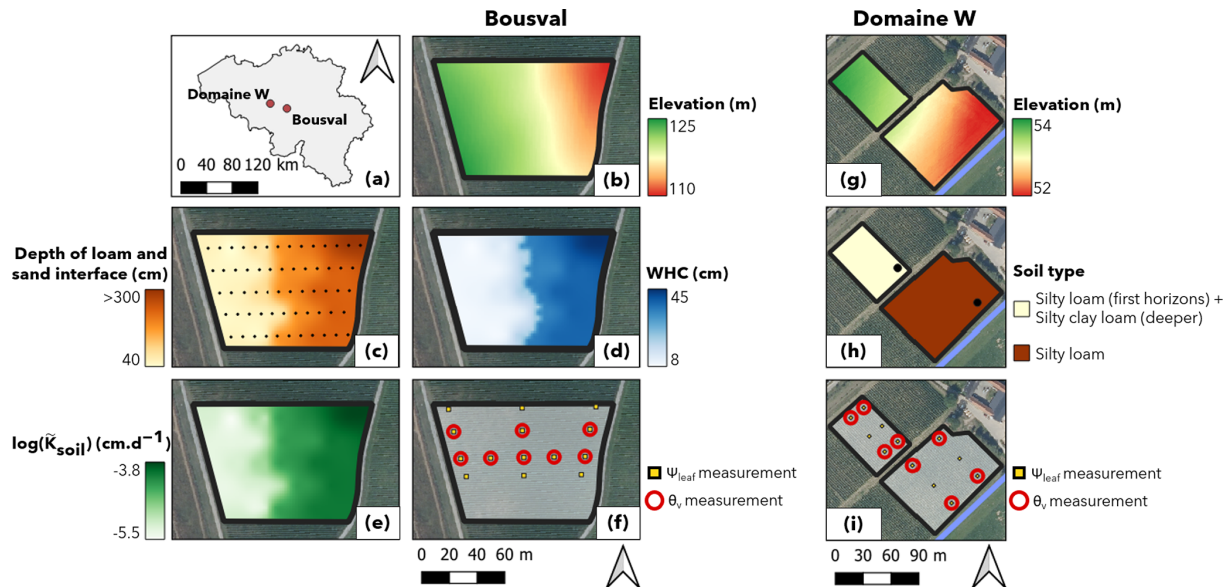 Bousval
Domaine W
Domaine W
Bousval
0 40 80 120 km
(a)
(b)
Elevation (m)
125
110
(g)
Elevation (m)
54
52
Depth of loam and
sand interface (cm)
>300
40
(c)
(d)
WHC (cm)
45
8
(h)
Soil type
Silty loam (first horizons) +
Silty clay loam (deeper)
Silty loam
log(K̃soil) (cm.d⁻¹)
-3.8
-5.5
(e)
(f)
Ψleaf measurement
θv measurement
(i)
Ψleaf measurement
θv measurement
0 20 40 60 m
0 30 60 90 m